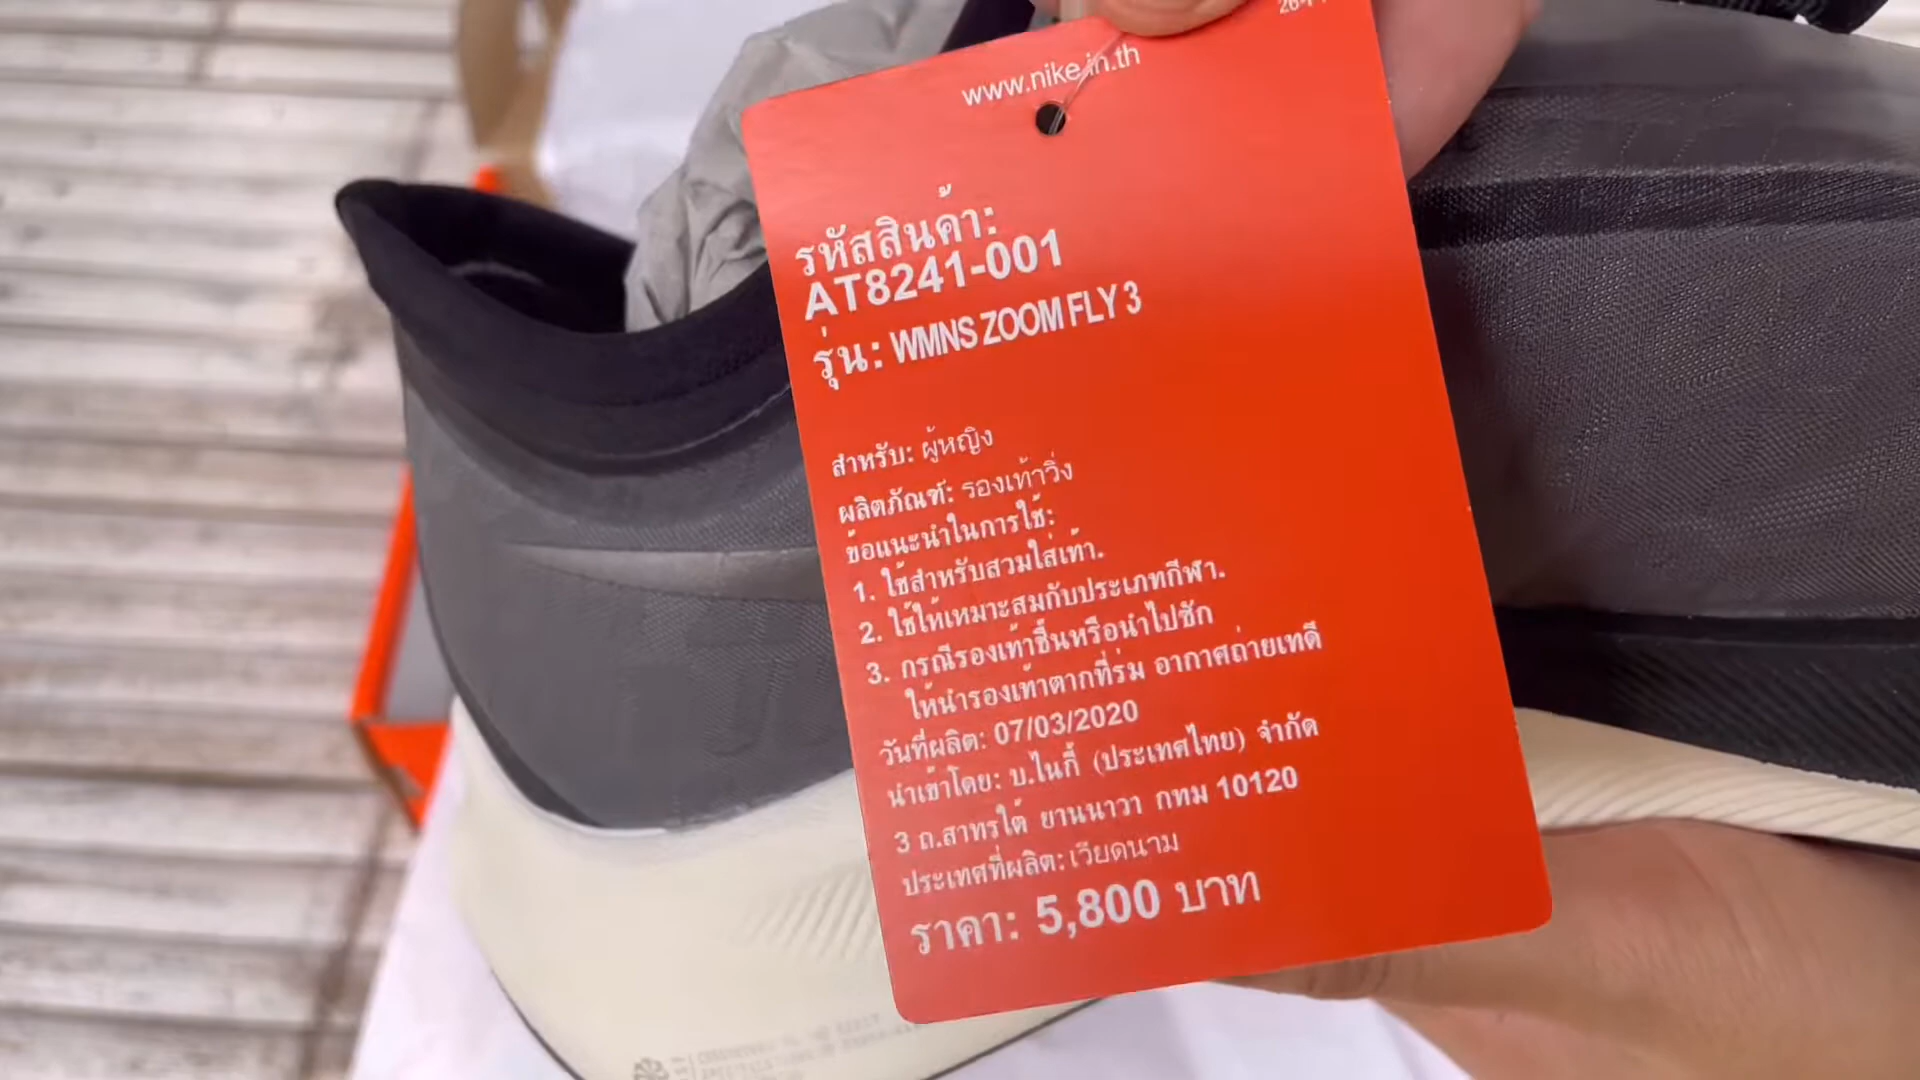 www.nike.in.th
รหัสสินค้า:
AT8241-001
รุ่น: WMNS ZOOM FLY 3
สำหรับ: ผู้หญิง
ผลิตภัณฑ์: รองเท้าวิ่ง
ข้อแนะนำในการใช้:
1. ใช้สำหรับสวมใส่เท้า.
2. ใช้ให้เหมาะสมกับประเภทกีฬา.
3. กรณีรองเท้าชื้นหรือนำไปซัก
ให้นำรองเท้าตากที่ร่ม อากาศถ่ายเทดี
วันที่ผลิต: 07/03/2020
นำเข้าโดย: บ.ไนกี้ (ประเทศไทย) จำกัด
3 ถ.สาทรใต้ ยานนาวา กทม 10120
ประเทศที่ผลิต: เวียดนาม
ราคา: 5,800 บาท